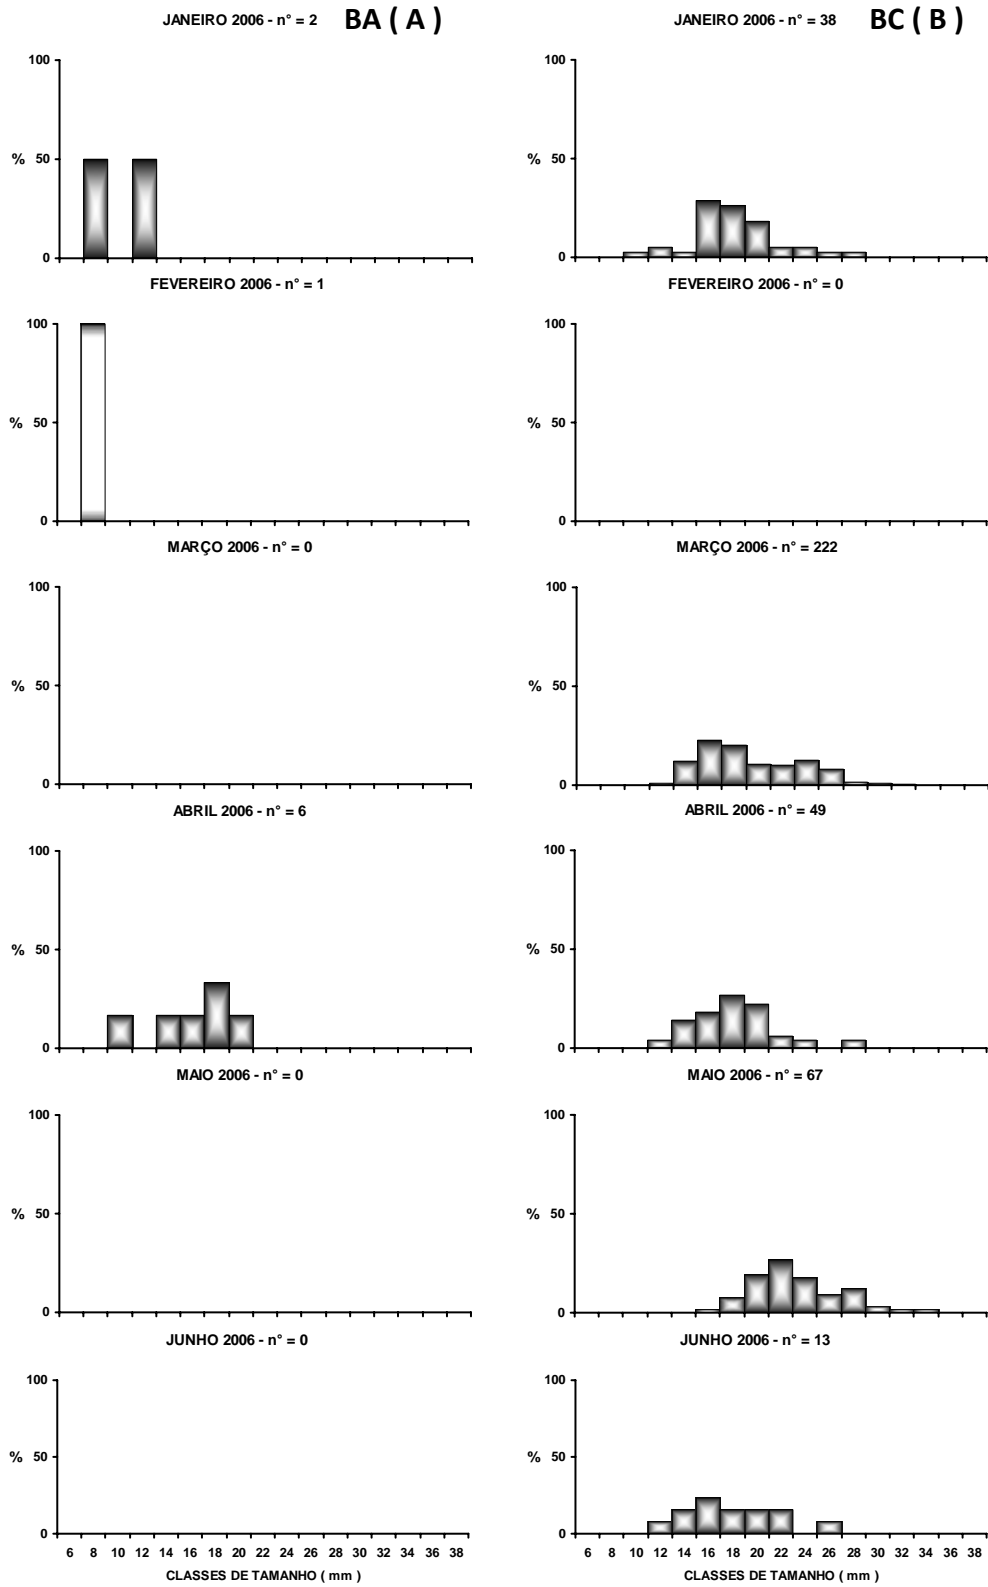 JANEIRO 2006 - n° = 2 BA ( A )
100
% 50
0
FEVEREIRO 2006 - n° = 1
100
% 50
0
MARÇO 2006 - n° = 0
100
% 50
0
ABRIL 2006 - n° = 6
100
% 50
0
MAIO 2006 - n° = 0
100
% 50
0
JUNHO 2006 - n° = 0
100
% 50
0
6 8 10 12 14 16 18 20 22 24 26 28 30 32 34 36 38
CLASSES DE TAMANHO ( mm )
JANEIRO 2006 - n° = 38 BC ( B )
100
% 50
0
FEVEREIRO 2006 - n° = 0
100
% 50
0
MARÇO 2006 - n° = 222
100
% 50
0
ABRIL 2006 - n° = 49
100
% 50
0
MAIO 2006 - n° = 67
100
% 50
0
JUNHO 2006 - n° = 13
100
% 50
0
6 8 10 12 14 16 18 20 22 24 26 28 30 32 34 36 38
CLASSES DE TAMANHO ( mm )